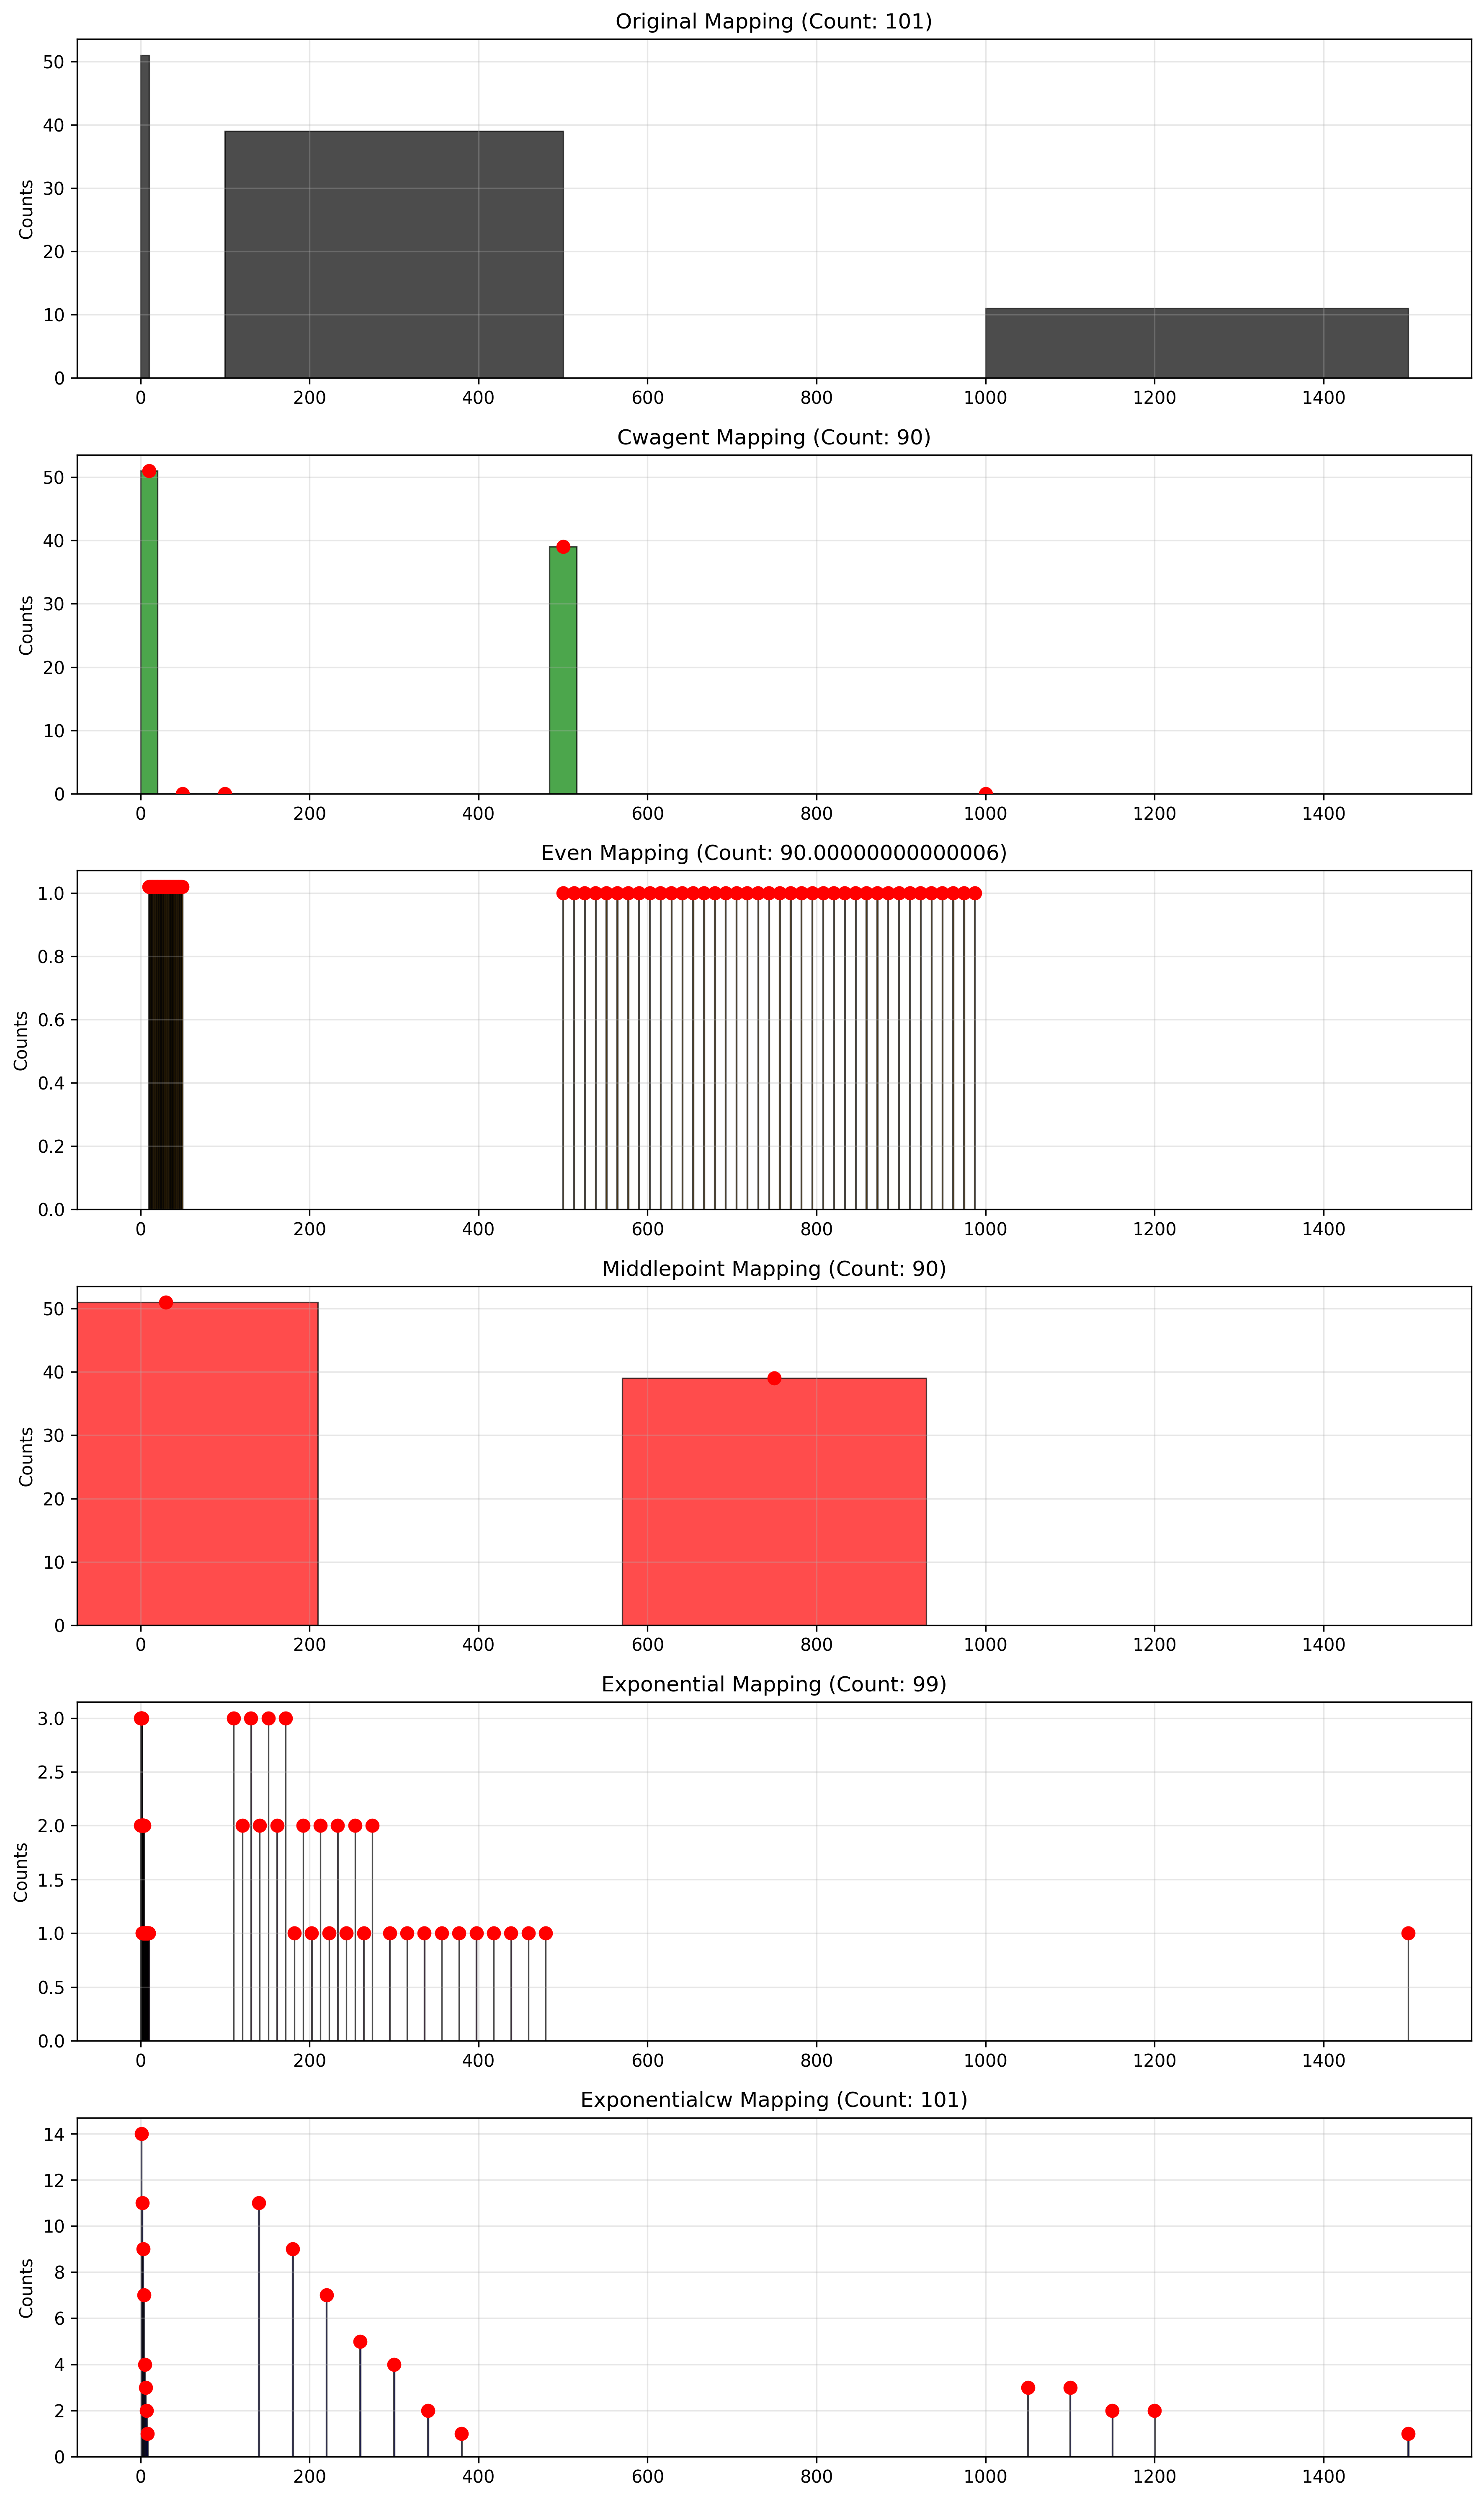 Original Mapping (Count: 101)
50
40
30
20
10
0
Counts
0 200 400 600 800 1000 1200 1400
Cwagent Mapping (Count: 90)
50
40
30
20
10
0
Counts
0 200 400 600 800 1000 1200 1400
Even Mapping (Count: 90.00000000000006)
1.0
0.8
0.6
0.4
0.2
0.0
Counts
0 200 400 600 800 1000 1200 1400
Middlepoint Mapping (Count: 90)
50
40
30
20
10
0
Counts
0 200 400 600 800 1000 1200 1400
Exponential Mapping (Count: 99)
3.0
2.5
2.0
1.5
1.0
0.5
0.0
Counts
0 200 400 600 800 1000 1200 1400
Exponentialcw Mapping (Count: 101)
14
12
10
8
6
4
2
0
Counts
0 200 400 600 800 1000 1200 1400